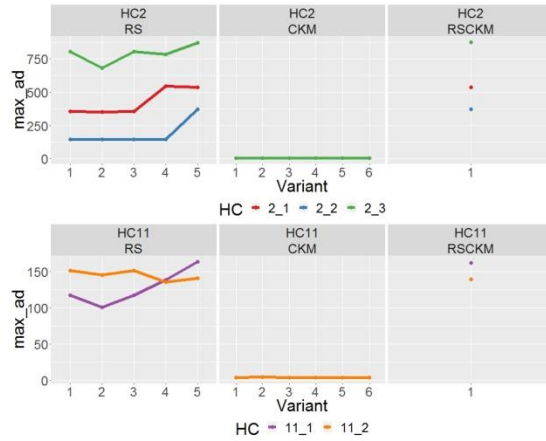 HC2 HC2 HC2
RS CKM RSCKM
max_ad
750
500
250
0
1 2 3 4 5 1 2 3 4 5 6 1
Variant
HC 2_1 2_2 2_3
HC11 HC11 HC11
RS CKM RSCKM
max_ad
150
100
50
0
1 2 3 4 5 1 2 3 4 5 6 1
Variant
HC 11_1 11_2